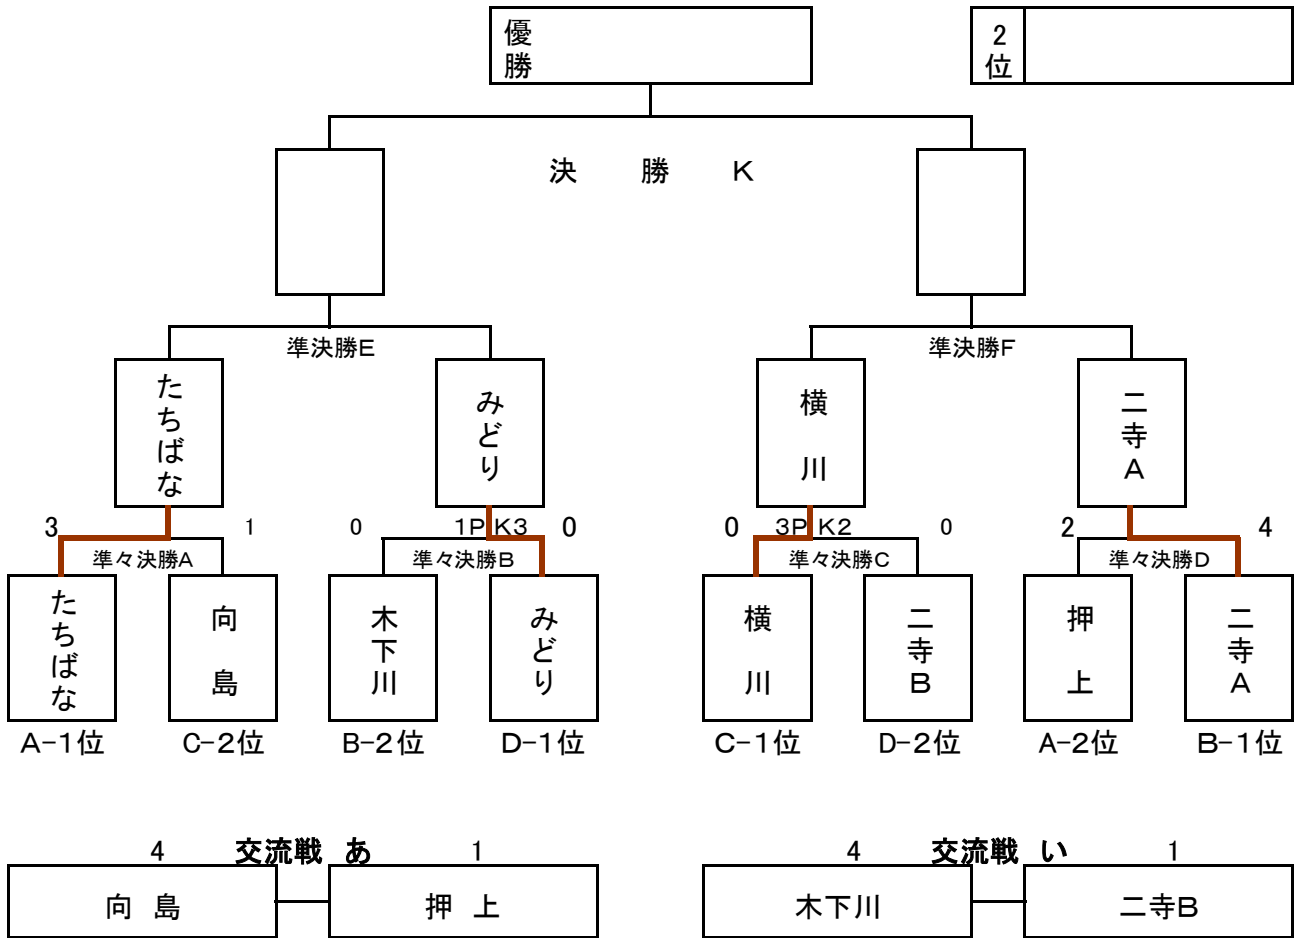 優勝
2位
決 勝 K
準決勝E
準決勝F
たちばな
みどり
横川
二寺A
3
1
0
1PK3
0
0
3PK2
0
2
4
準々決勝A
準々決勝B
準々決勝C
準々決勝D
たちばな
向島
木下川
みどり
横川
二寺B
押上
二寺A
A-1位
C-2位
B-2位
D-1位
C-1位
D-2位
A-2位
B-1位
4 交流戦 あ 1
4 交流戦 い 1
向 島
押 上
木下川
二寺B